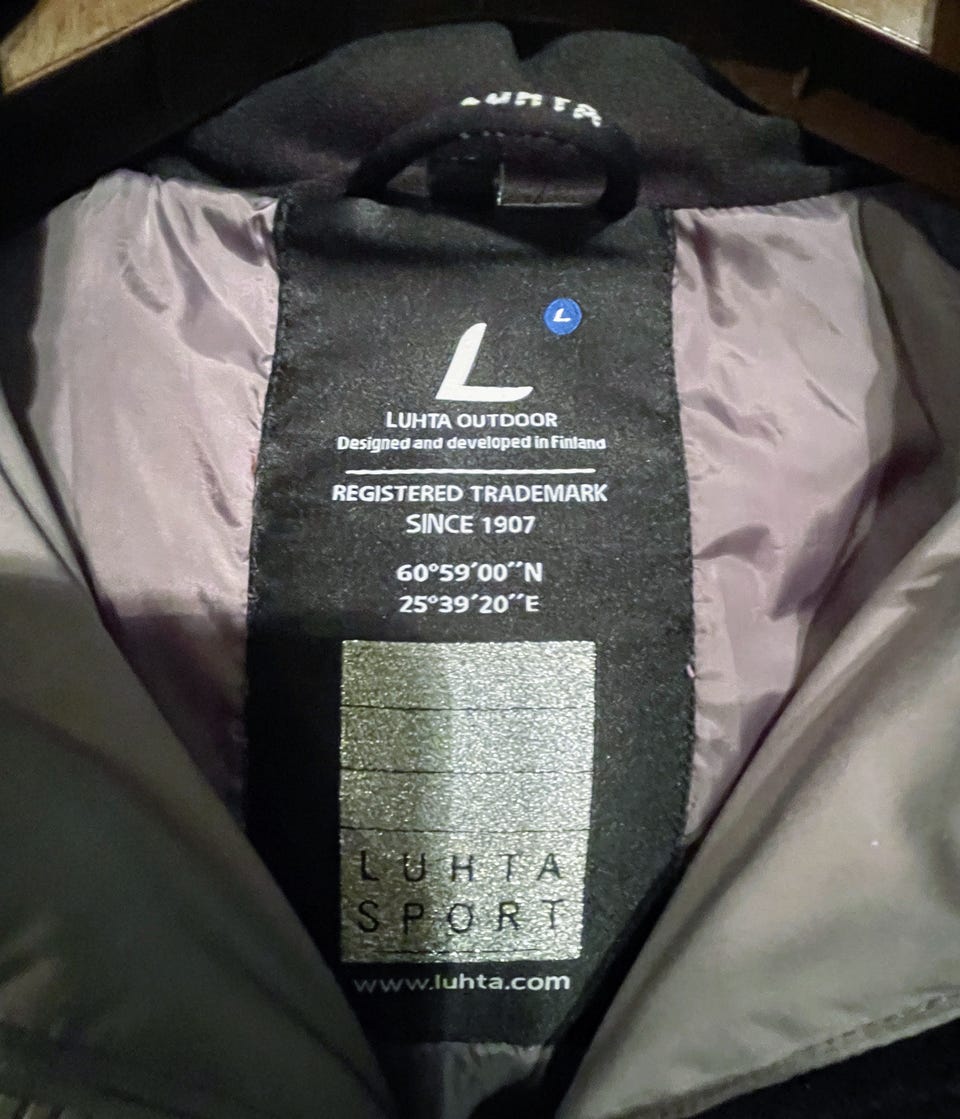 LUHTA
L
L
LUHTA OUTDOOR
Designed and developed in Finland
REGISTERED TRADEMARK
SINCE 1907
60°59′00″N
25°39′20″E
LUHTA
SPORT
www.luhta.com